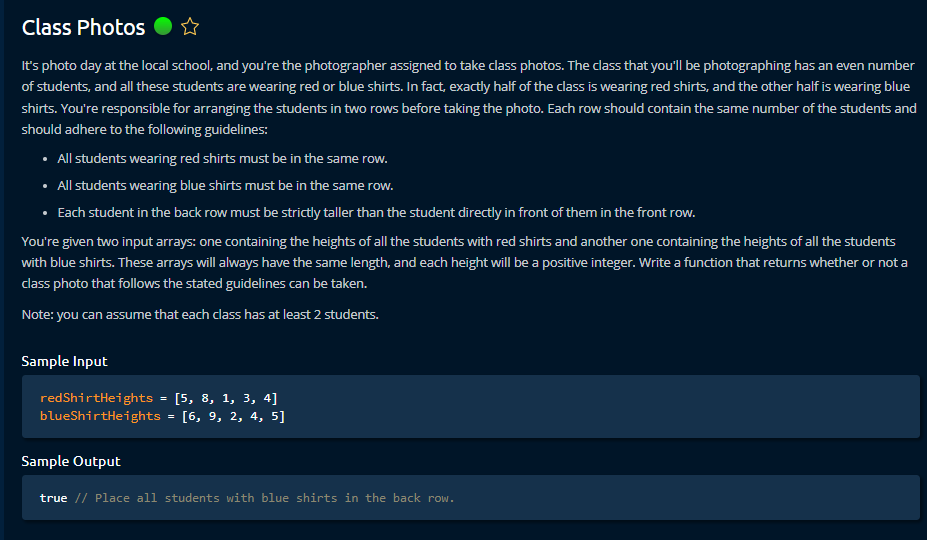 Class Photos
It's photo day at the local school, and you're the photographer assigned to take class photos. The class that you'll be photographing has an even number
of students, and all these students are wearing red or blue shirts. In fact, exactly half of the class is wearing red shirts, and the other half is wearing blue
shirts. You're responsible for arranging the students in two rows before taking the photo. Each row should contain the same number of the students and
should adhere to the following guidelines:
• All students wearing red shirts must be in the same row.
• All students wearing blue shirts must be in the same row.
• Each student in the back row must be strictly taller than the student directly in front of them in the front row.
You're given two input arrays: one containing the heights of all the students with red shirts and another one containing the heights of all the students
with blue shirts. These arrays will always have the same length, and each height will be a positive integer. Write a function that returns whether or not a
class photo that follows the stated guidelines can be taken.
Note: you can assume that each class has at least 2 students.
Sample Input
redShirtHeights = [5, 8, 1, 3, 4]
blueShirtHeights = [6, 9, 2, 4, 5]
Sample Output
true // Place all students with blue shirts in the back row.